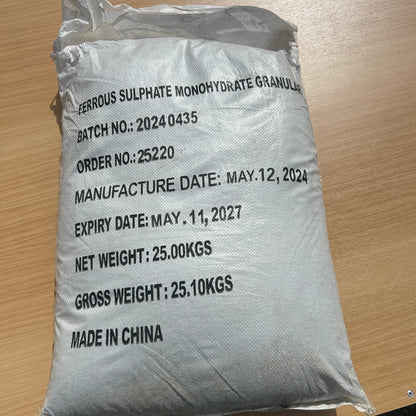 FERROUS SULPHATE MONOHYDRATE GRANULAR
BATCH NO.: 20240435
ORDER NO.:25220
MANUFACTURE DATE: MAY.12, 2024
EXPIRY DATE: MAY. 11, 2027
NET WEIGHT: 25.00KGS
GROSS WEIGHT: 25.10KGS
MADE IN CHINA